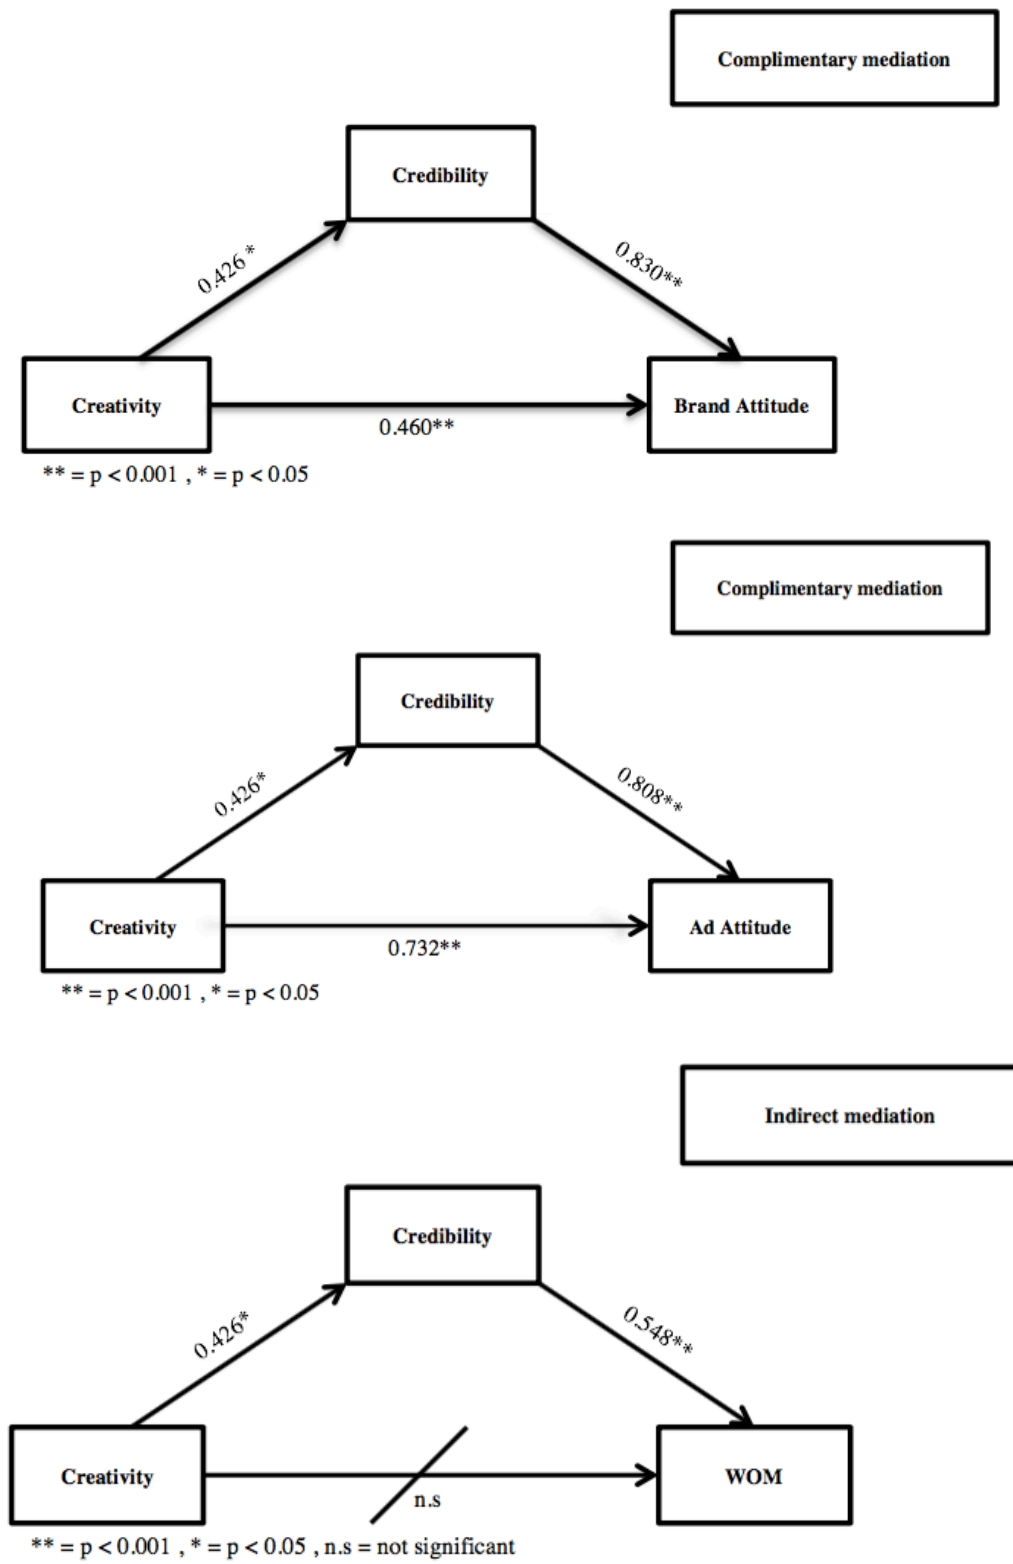 Complimentary mediation
Credibility
0.426 *
0.830**
Creativity
Brand Attitude
0.460**
** = p < 0.001 , * = p < 0.05
Complimentary mediation
Credibility
0.426*
0.808**
Creativity
Ad Attitude
0.732**
** = p < 0.001 , * = p < 0.05
Indirect mediation
Credibility
0.426*
0.548**
Creativity
WOM
n.s
** = p < 0.001 , * = p < 0.05 , n.s = not significant